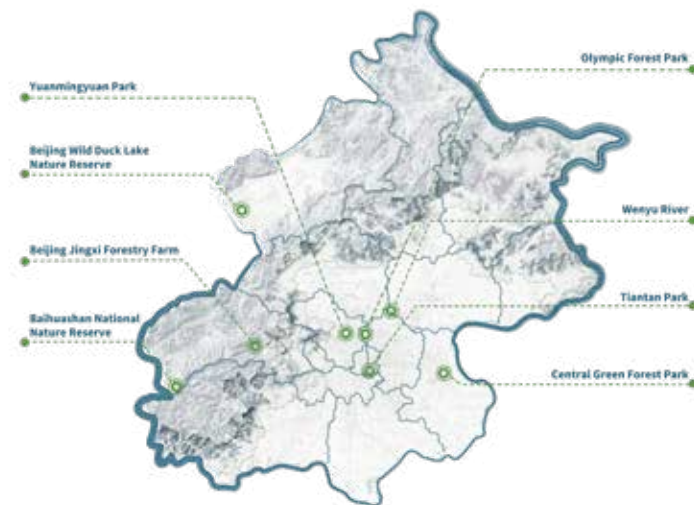 Yuanmingyuan Park
Beijing Wild Duck Lake
Nature Reserve
Beijing Jingxi Forestry Farm
Baihuashan National
Nature Reserve
Olympic Forest Park
Wenyu River
Tiantan Park
Central Green Forest Park